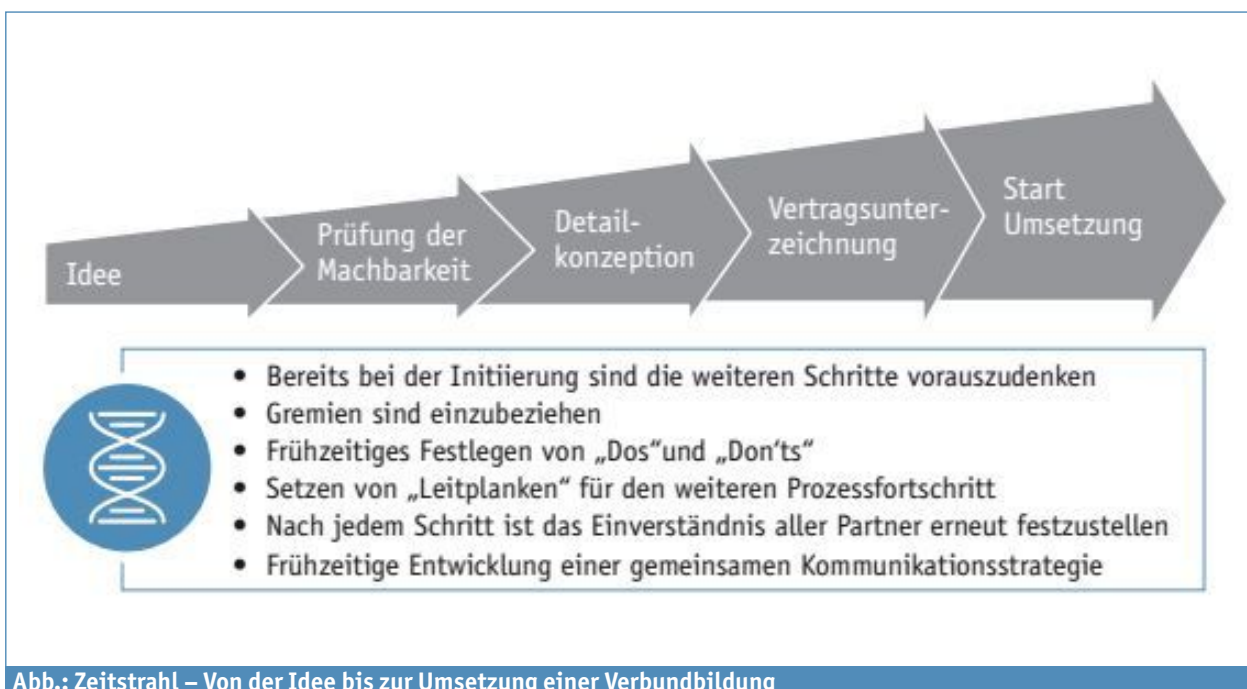 Idee
Prüfung der
Machbarkeit
Detail-
konzeption
Vertragsunter-
zeichnung
Start
Umsetzung
• Bereits bei der Initiierung sind die weiteren Schritte vorauszudenken
• Gremien sind einzubeziehen
• Frühzeitiges Festlegen von „Dos“und „Don‘ts“
• Setzen von „Leitplanken“ für den weiteren Prozessfortschritt
• Nach jedem Schritt ist das Einverständnis aller Partner erneut festzustellen
• Frühzeitige Entwicklung einer gemeinsamen Kommunikationsstrategie
Abb.: Zeitstrahl – Von der Idee bis zur Umsetzung einer Verbundbildung